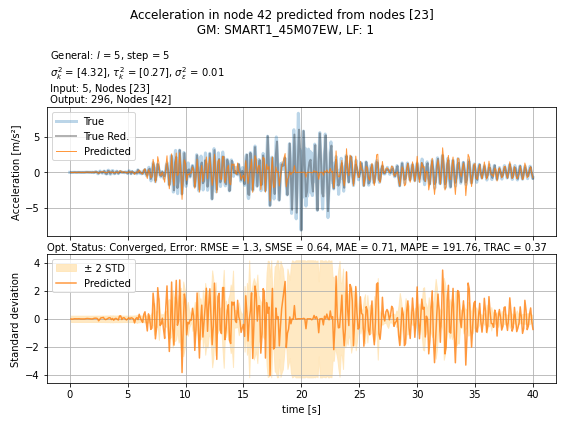 Acceleration in node 42 predicted from nodes [23]
GM: SMART1_45M07EW, LF: 1
General: l = 5, step = 5
σ²ₖ = [4.32], τ²ₖ = [0.27], σ²ε = 0.01
Input: 5, Nodes [23]
Output: 296, Nodes [42]
True
True Red.
Predicted
Acceleration [m/s²]
5
0
−5
Opt. Status: Converged, Error: RMSE = 1.3, SMSE = 0.64, MAE = 0.71, MAPE = 191.76, TRAC = 0.37
± 2 STD
Predicted
Standard deviation
4
2
0
−2
−4
0 5 10 15 20 25 30 35 40
time [s]